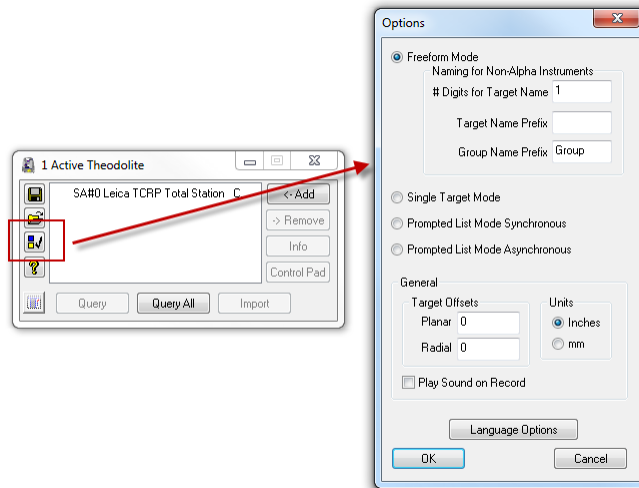 1 Active Theodolite
SA#0 Leica TCRP Total Station C
<- Add
-> Remove
Info
Control Pad
Query
Query All
Import
Options
Freeform Mode
Naming for Non-Alpha Instruments
# Digits for Target Name 1
Target Name Prefix
Group Name Prefix Group
Single Target Mode
Prompted List Mode Synchronous
Prompted List Mode Asynchronous
General
Target Offsets
Planar 0
Radial 0
Units
Inches
mm
Play Sound on Record
Language Options
OK
Cancel